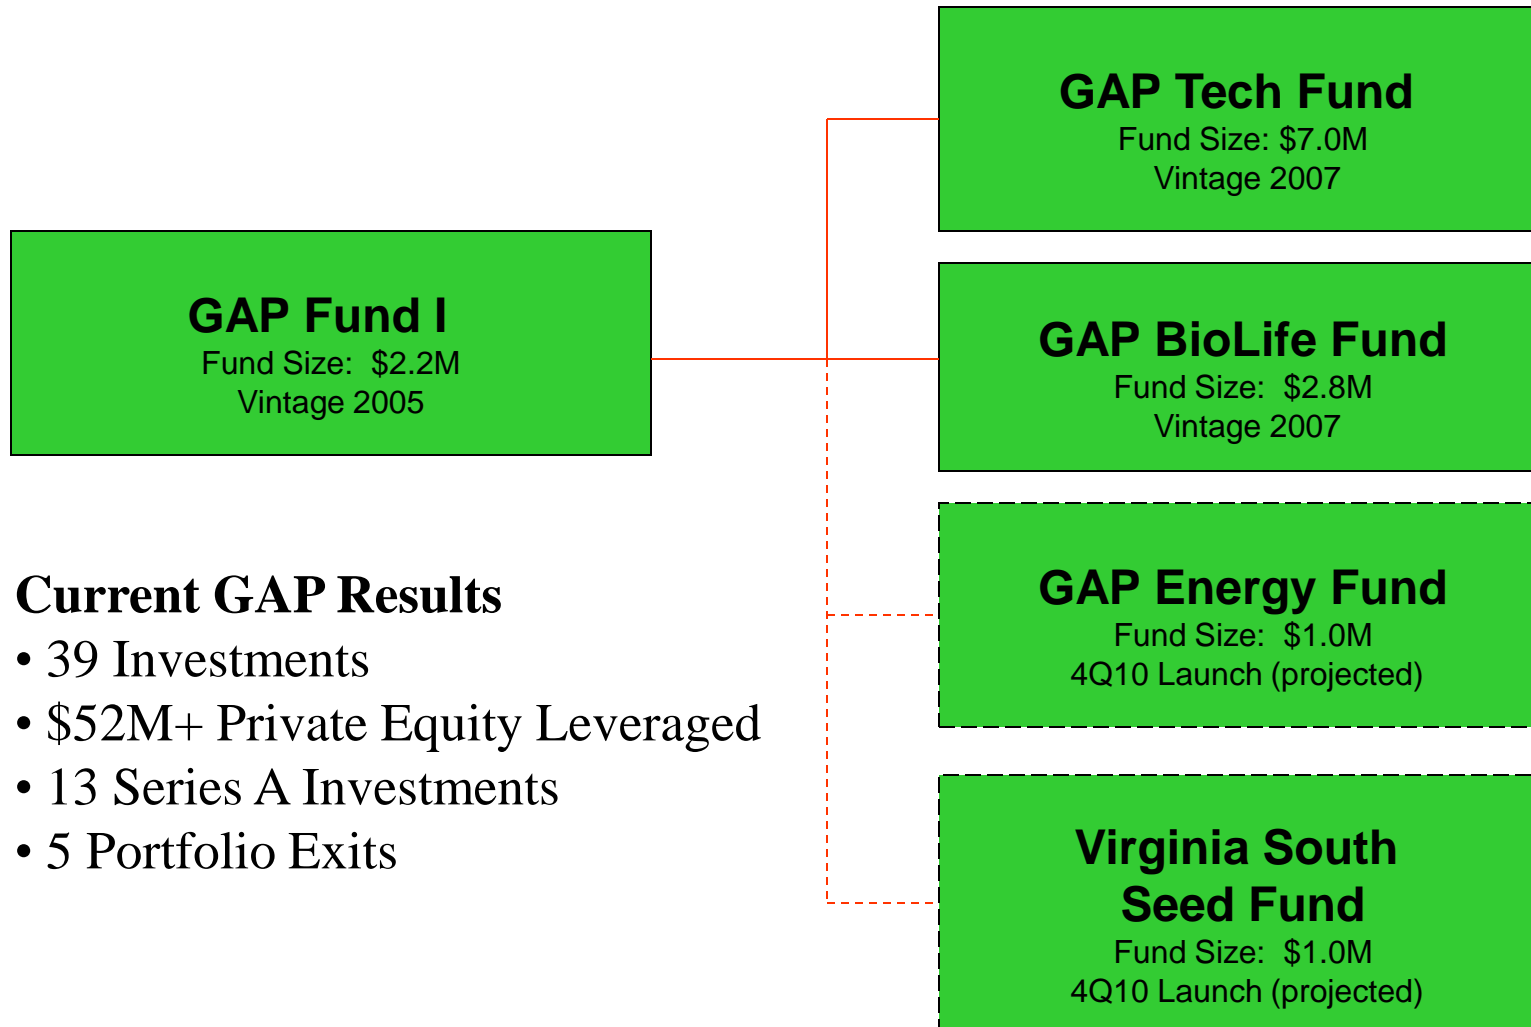 GAP Fund I
Fund Size: $2.2M
Vintage 2005
GAP Tech Fund
Fund Size: $7.0M
Vintage 2007
GAP BioLife Fund
Fund Size: $2.8M
Vintage 2007
GAP Energy Fund
Fund Size: $1.0M
4Q10 Launch (projected)
Virginia South
Seed Fund
Fund Size: $1.0M
4Q10 Launch (projected)
Current GAP Results
• 39 Investments
• $52M+ Private Equity Leveraged
• 13 Series A Investments
• 5 Portfolio Exits